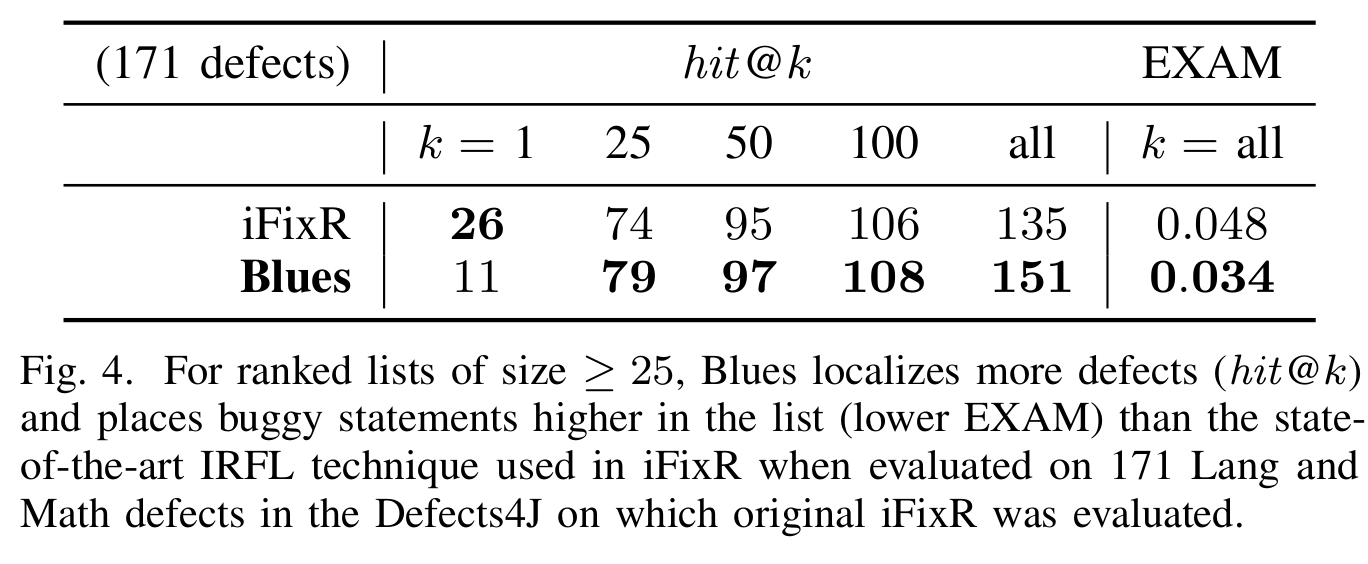 (171 defects) hit@k EXAM
k = 1 25 50 100 all k = all
iFixR 26 74 95 106 135 0.048
Blues 11 79 97 108 151 0.034
Fig. 4. For ranked lists of size ≥ 25, Blues localizes more defects (hit@k)
and places buggy statements higher in the list (lower EXAM) than the state-
of-the-art IRFL technique used in iFixR when evaluated on 171 Lang and
Math defects in the Defects4J on which original iFixR was evaluated.